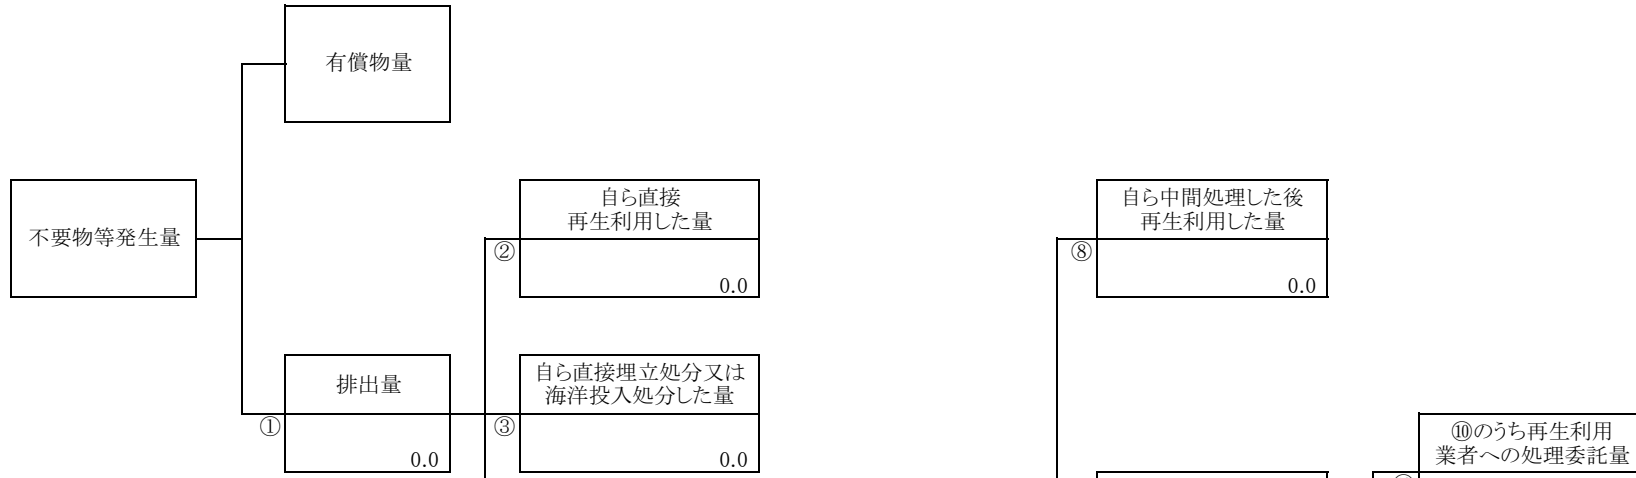 有償物量
不要物等発生量
自ら直接
再生利用した量
②
0.0
自ら中間処理した後
再生利用した量
⑧
0.0
排出量
①
0.0
自ら直接埋立処分又は
海洋投入処分した量
③
0.0
⑩のうち再生利用
業者への処理委託量